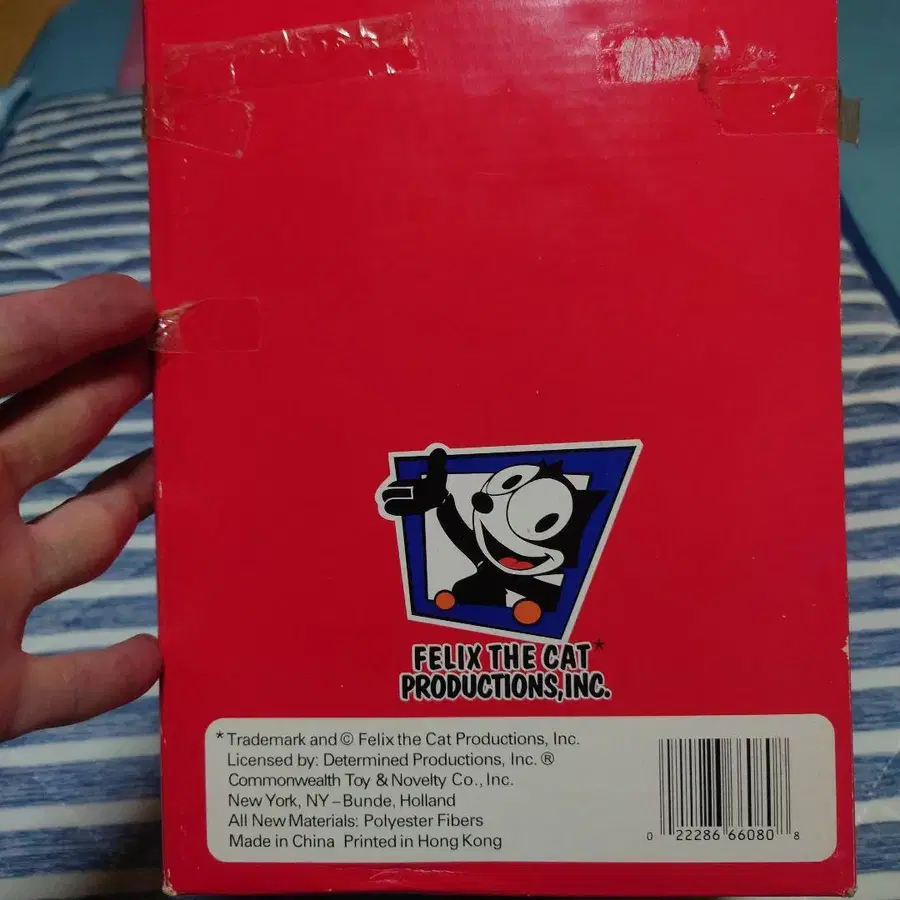 FELIX THE CAT*
PRODUCTIONS, INC.
* Trademark and © Felix the Cat Productions, Inc.
Licensed by: Determined Productions, Inc. ®
Commonwealth Toy & Novelty Co., Inc.
New York, NY – Bunde, Holland
All New Materials: Polyester Fibers
Made in China Printed in Hong Kong
0 22286 66080 8